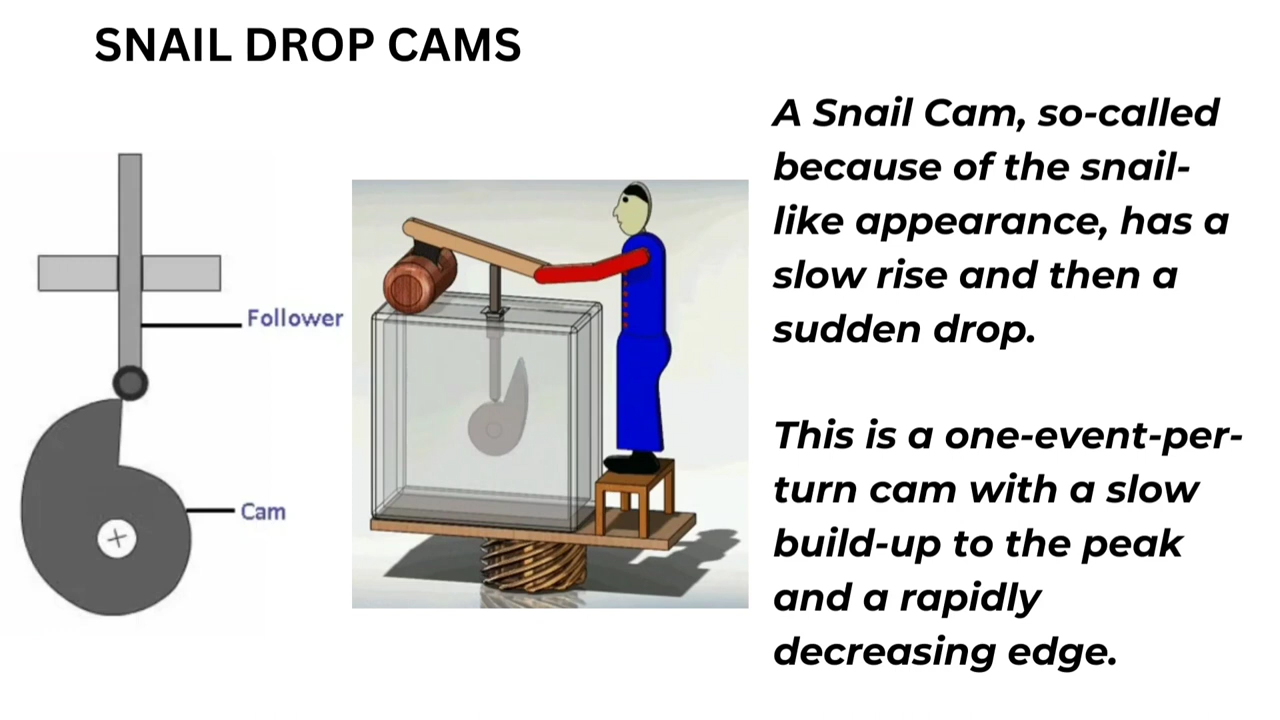 SNAIL DROP CAMS
Follower
Cam
A Snail Cam, so-called
because of the snail-
like appearance, has a
slow rise and then a
sudden drop.
This is a one-event-per-
turn cam with a slow
build-up to the peak
and a rapidly
decreasing edge.